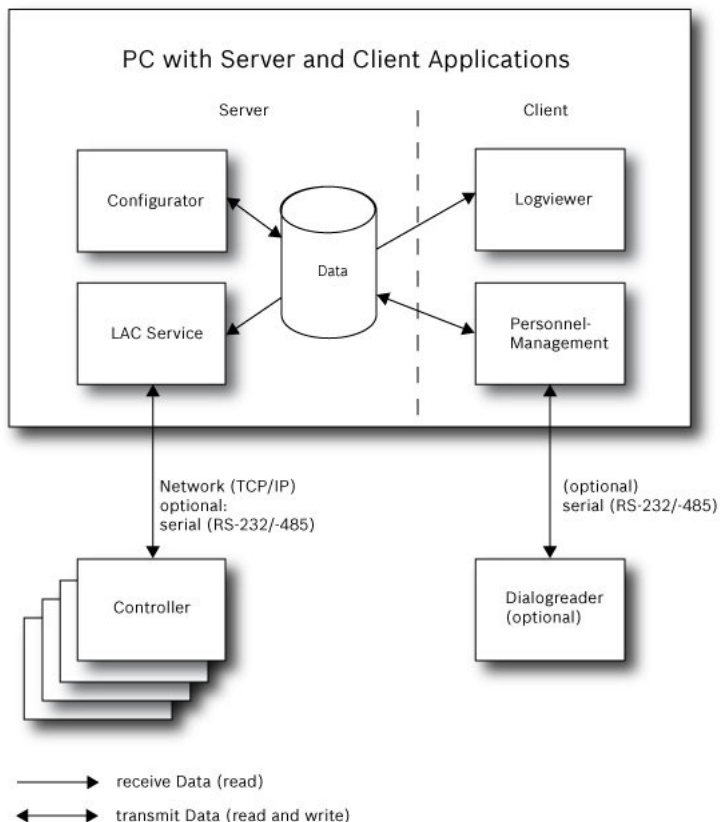 PC with Server and Client Applications
Server
Client
Configurator
Data
Logviewer
LAC Service
Personnel-
Management
Network (TCP/IP)
optional:
serial (RS-232/-485)
(optional)
serial (RS-232/-485)
Controller
Dialogreader
(optional)
receive Data (read)
transmit Data (read and write)